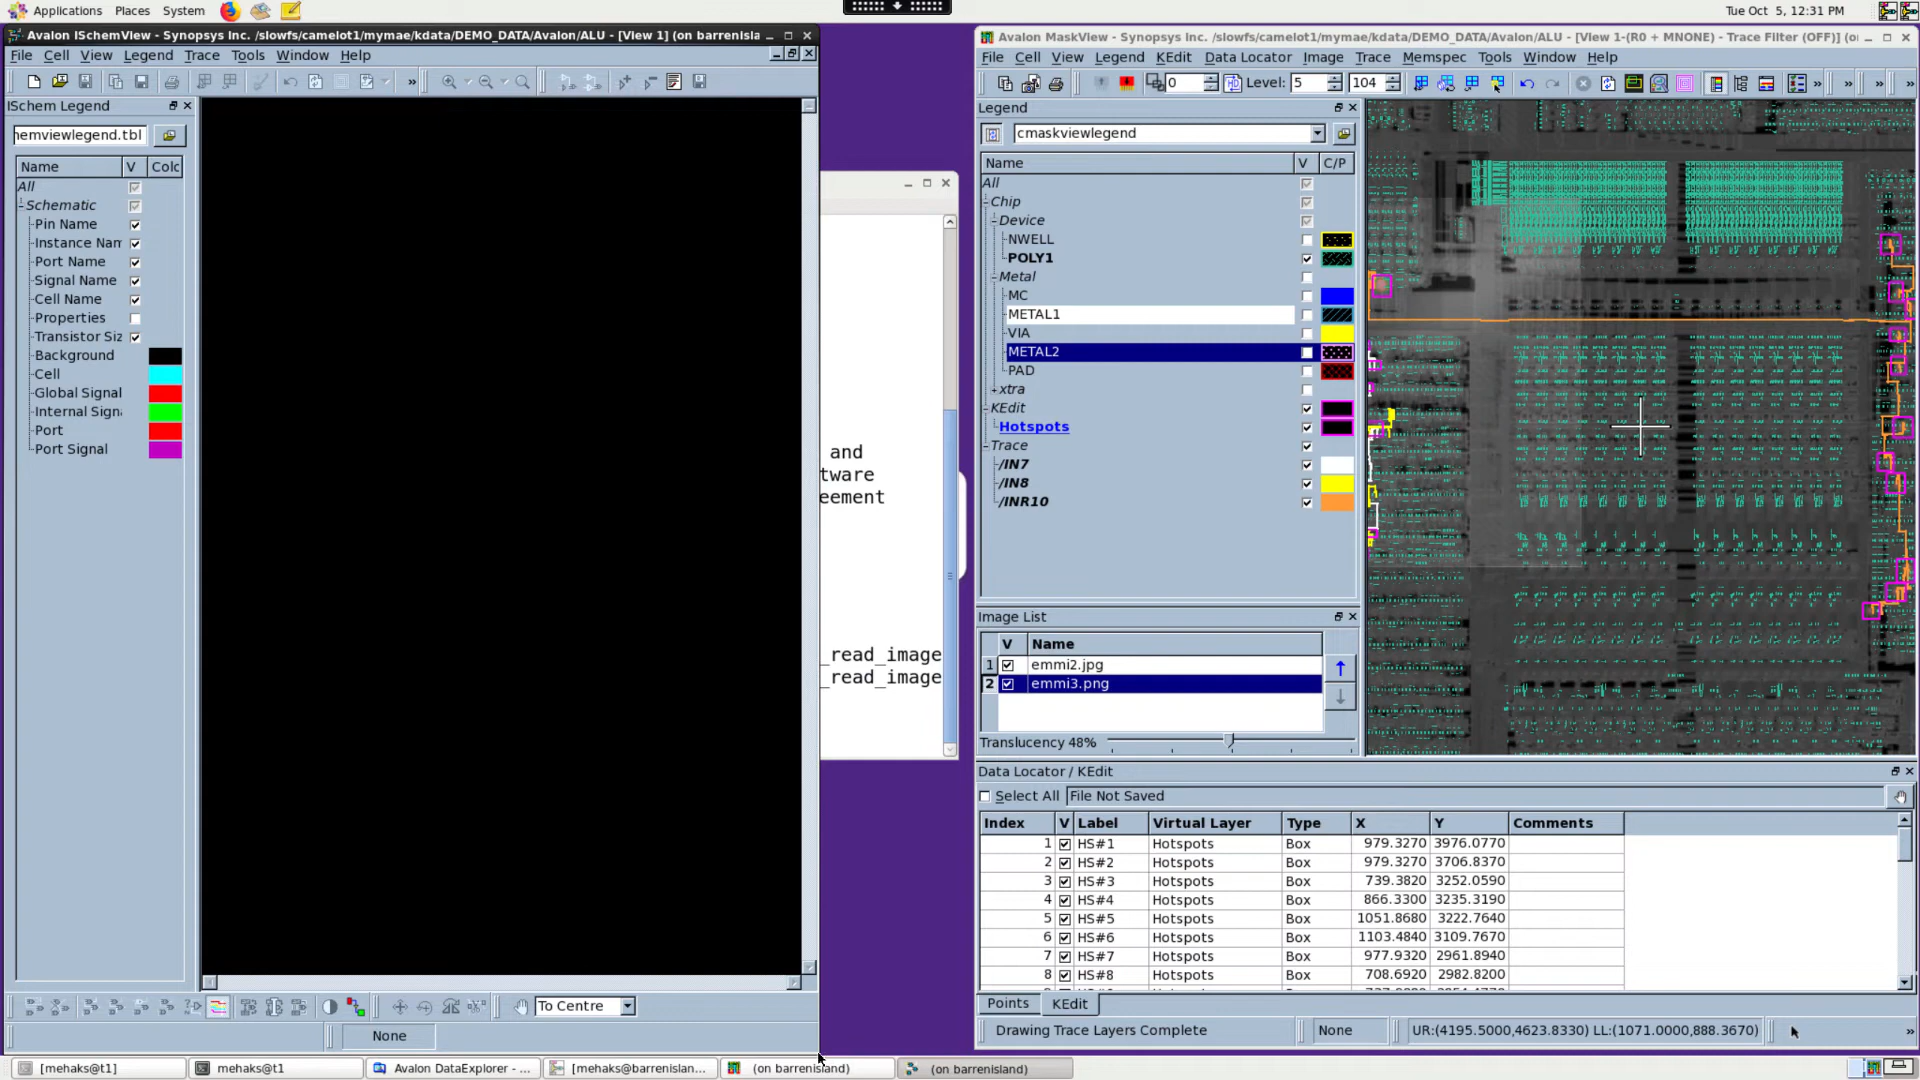 Applications Places System
Tue Oct 5, 12:31 PM
Avalon ISchemView - Synopsys Inc. /slowfs/camelot1/mymae/kdata/DEMO_DATA/Avalon/ALU - [View 1] (on barrenisla
File Cell View Legend Trace Tools Window Help
ISchem Legend
hemviewlegend.tbl
Name V Colc
All
Schematic
Pin Name
Instance Nam
Port Name
Signal Name
Cell Name
Properties
Transistor Siz
Background
Cell
Global Signal
Internal Sign
Port
Port Signal
To Centre
None
and
tware
eement
_read_image
_read_image
Avalon MaskView - Synopsys Inc. /slowfs/camelot1/mymae/kdata/DEMO_DATA/Avalon/ALU - [View 1-(R0 + MNONE) - Trace Filter (OFF)] (o
File Cell View Legend KEdit Data Locator Image Trace Memspec Tools Window Help
0 Level: 5 104
Legend
cmaskviewlegend
Name V C/P
All
Chip
Device
NWELL
POLY1
Metal
MC
METAL1
VIA
METAL2
PAD
xtra
KEdit
Hotspots
Trace
/IN7
/IN8
/INR10
Image List
V Name
1 emmi2.jpg
2 emmi3.png
Translucency 48%
Data Locator / KEdit
Select All File Not Saved
Index V Label Virtual Layer Type X Y Comments
1 HS#1 Hotspots Box 979.3270 3976.0770
2 HS#2 Hotspots Box 979.3270 3706.8370
3 HS#3 Hotspots Box 739.3820 3252.0590
4 HS#4 Hotspots Box 866.3300 3235.3190
5 HS#5 Hotspots Box 1051.8680 3222.7640
6 HS#6 Hotspots Box 1103.4840 3109.7670
7 HS#7 Hotspots Box 977.9320 2961.8940
8 HS#8 Hotspots Box 708.6920 2982.8200
Points KEdit
Drawing Trace Layers Complete None UR:(4195.5000,4623.8330) LL:(1071.0000,888.3670)
[mehaks@t1] mehaks@t1 Avalon DataExplorer - ... [mehaks@barrenislan... (on barrenisland) (on barrenisland)